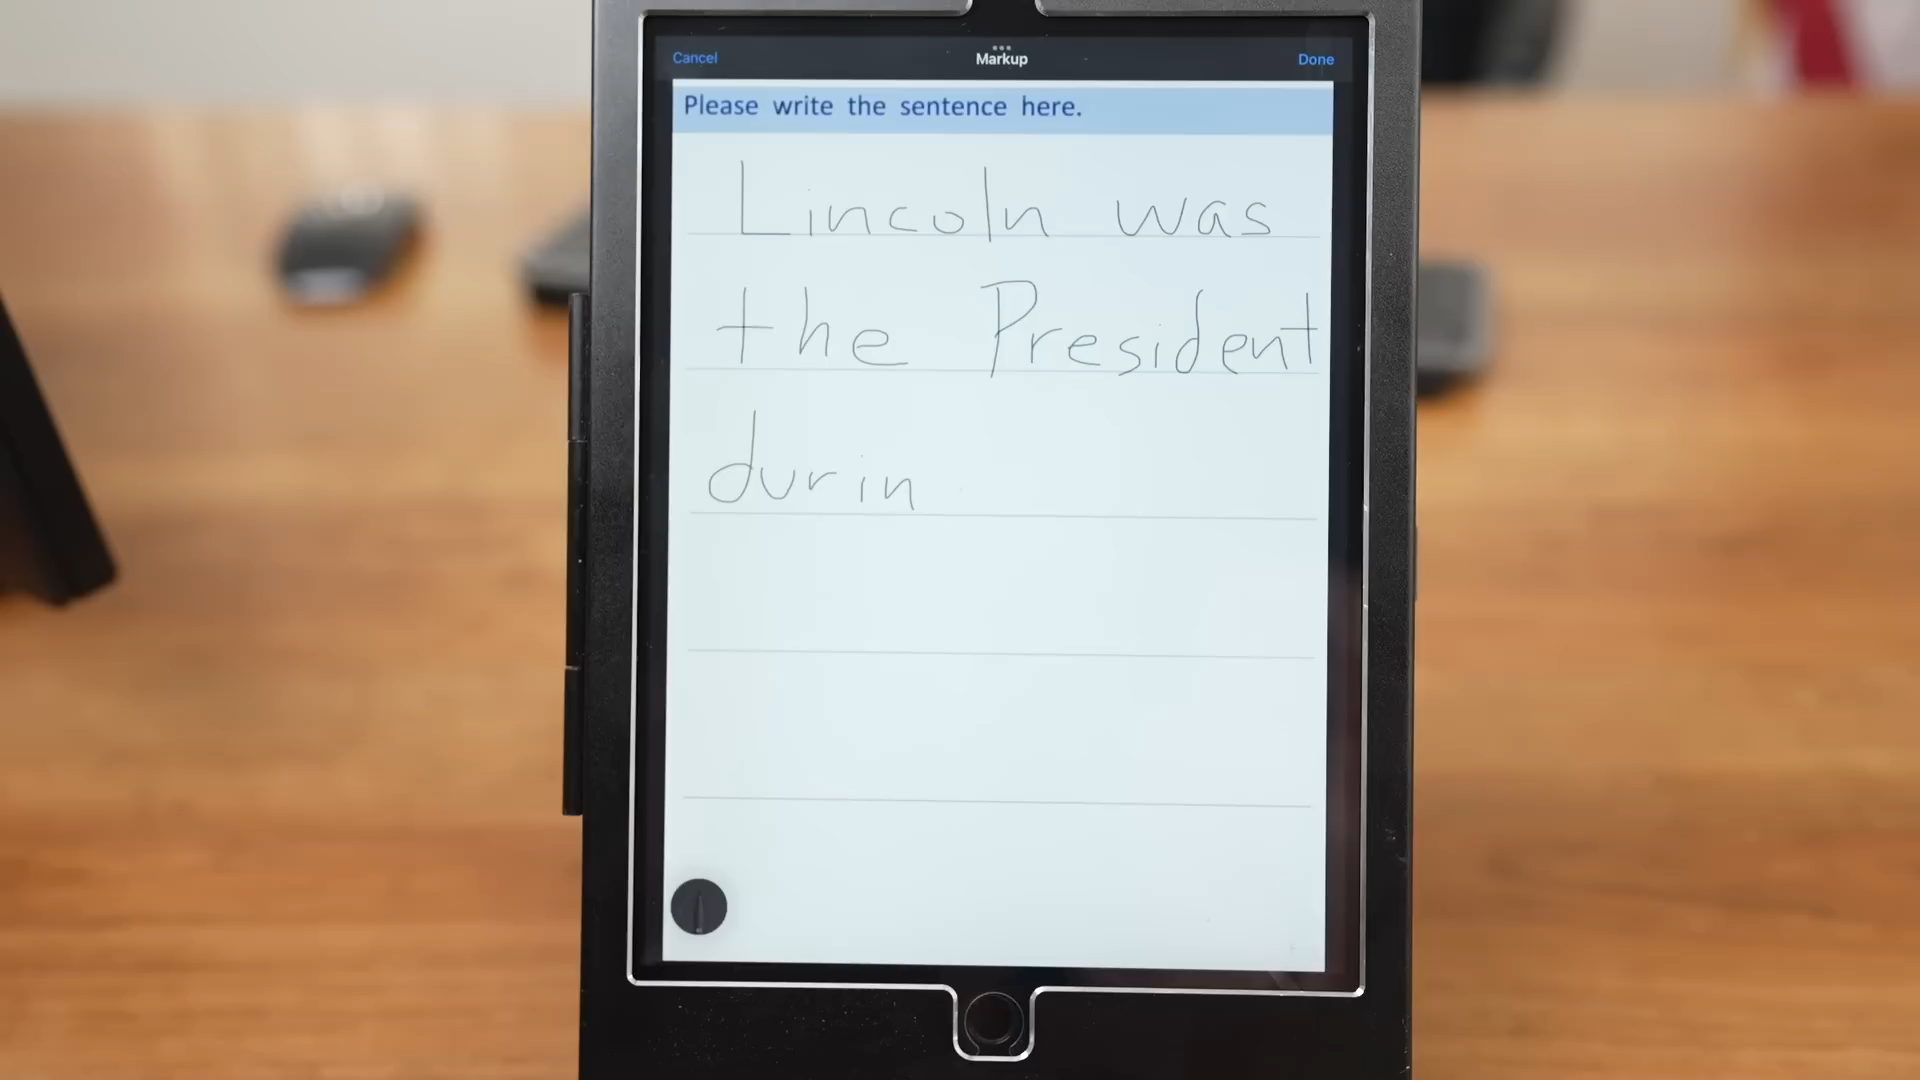 Cancel Markup Done
Please write the sentence here.
Lincoln was
the President
durin